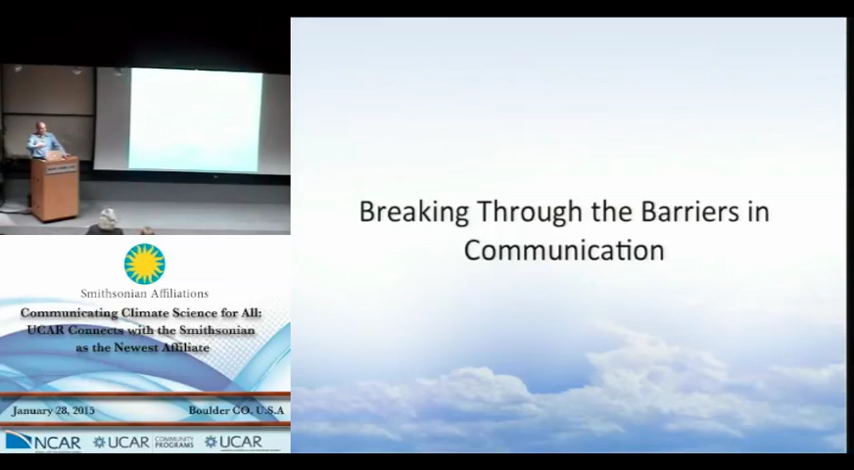 Breaking Through the Barriers in
Communication
Smithsonian Affiliations
Communicating Climate Science for All:
UCAR Connects with the Smithsonian
as the Newest Affiliate
January 28, 2015
Boulder CO, U.S.A
NCAR
UCAR COMMUNITY PROGRAMS
UCAR